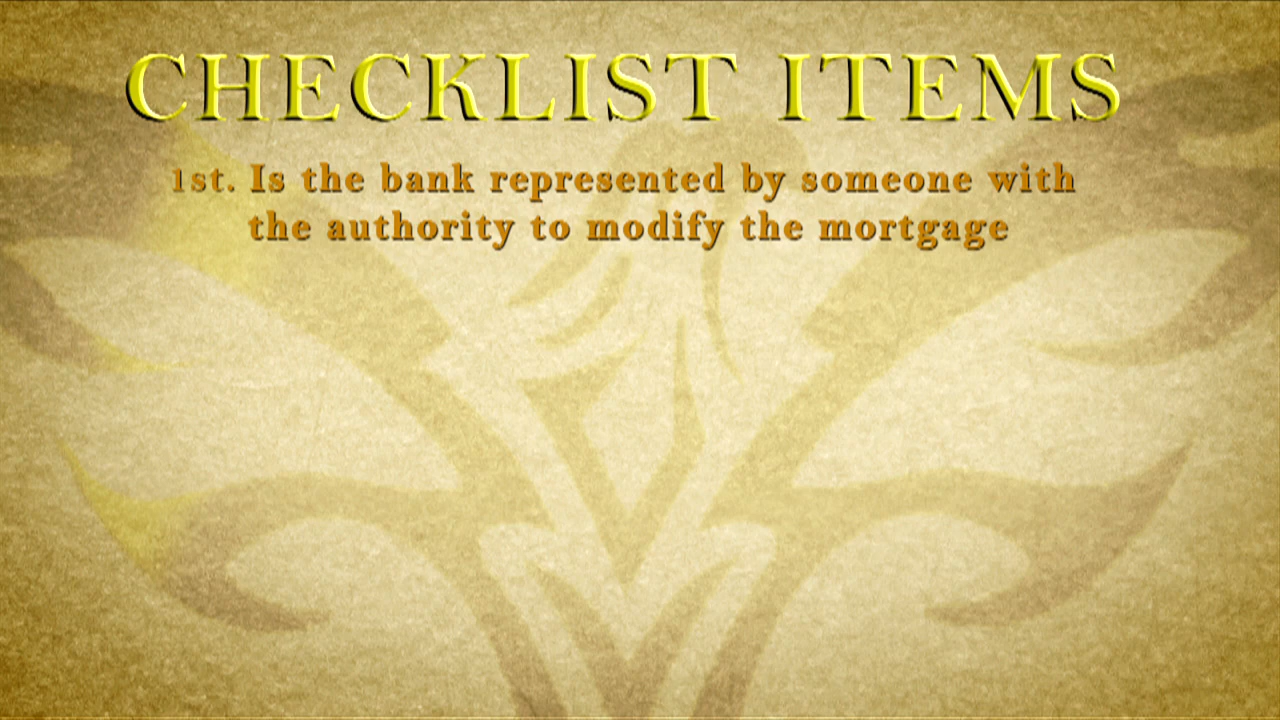 CHECKLIST ITEMS
1st. Is the bank represented by someone with
the authority to modify the mortgage